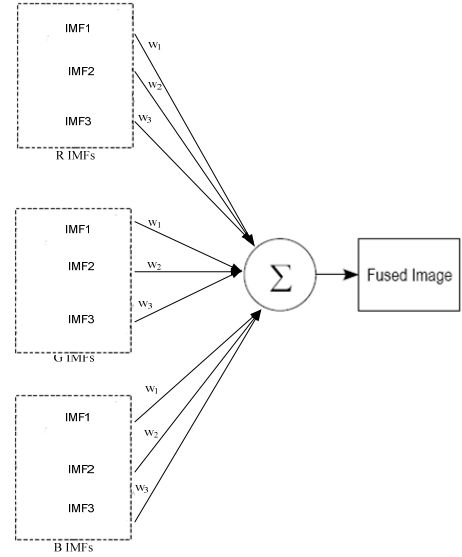 IMF1
w₁
IMF2
w₂
IMF3
w₃
R IMFs
IMF1
w₁
IMF2
w₂
IMF3
w₃
G IMFs
∑
Fused Image
IMF1
w₁
IMF2
w₂
IMF3
w₃
B IMFs